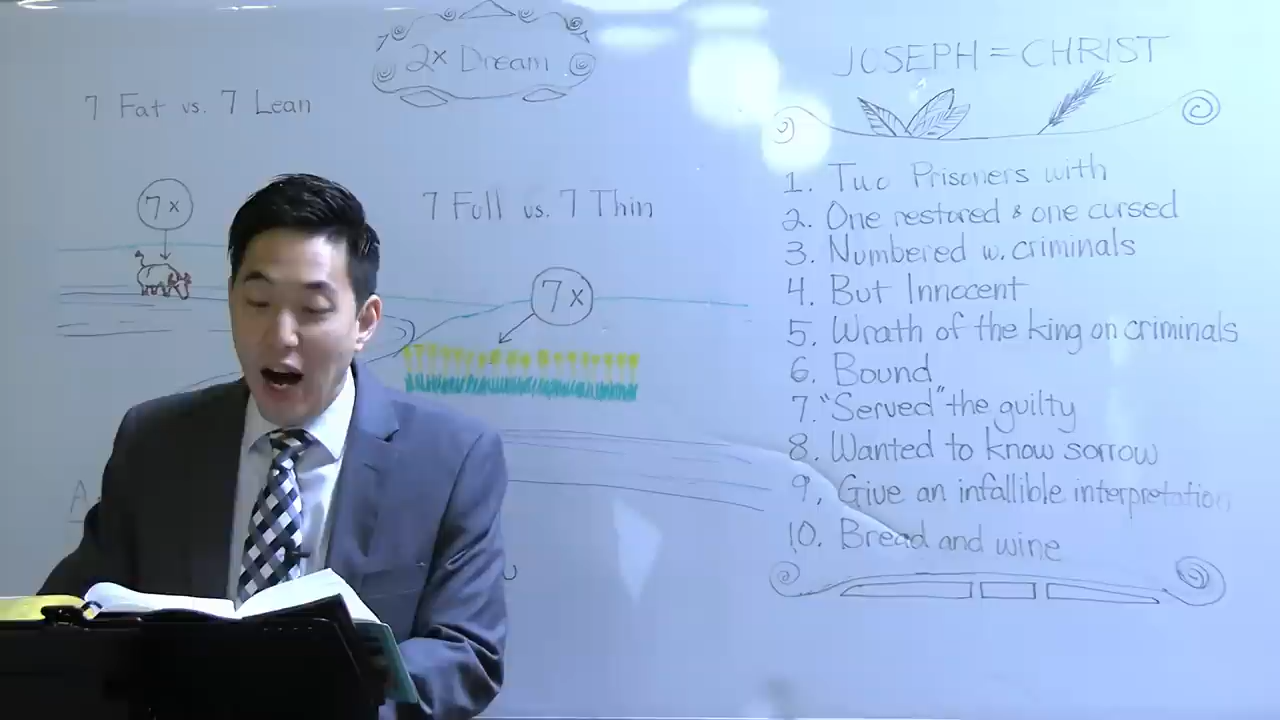 2x Dream
7 Fat vs. 7 Lean
7x
7 Full vs. 7 Thin
7x
JOSEPH = CHRIST
1. Two Prisoners with
2. One restored & one cursed
3. Numbered w. criminals
4. But Innocent
5. Wrath of the king on criminals
6. Bound
7. "Served" the guilty
8. Wanted to know sorrow
9. Give an infallible interpretation
10. Bread and wine